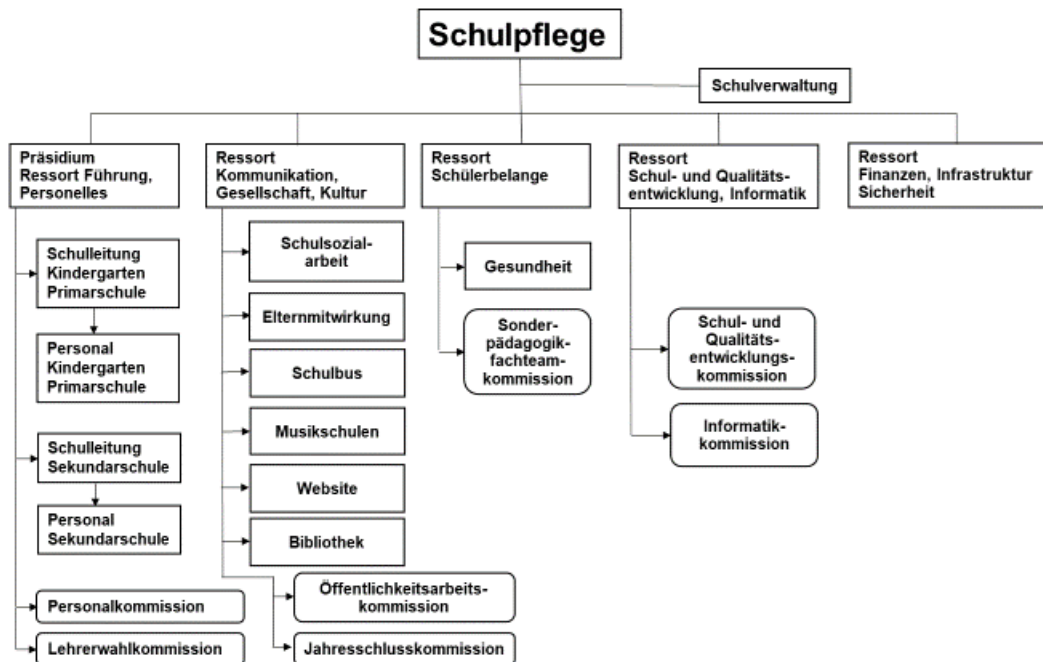 Schulpflege
Schulverwaltung
Präsidium
Ressort Führung,
Personelles
Ressort
Kommunikation,
Gesellschaft, Kultur
Ressort
Schülerbelange
Ressort
Schul- und Qualitäts-
entwicklung, Informatik
Ressort
Finanzen, Infrastruktur
Sicherheit
Schulleitung
Kindergarten
Primarschule
Personal
Kindergarten
Primarschule
Schulleitung
Sekundarschule
Personal
Sekundarschule
Personalkommission
Lehrerwahlkommission
Schulsozial-
arbeit
Elternmitwirkung
Schulbus
Musikschulen
Website
Bibliothek
Öffentlichkeitsarbeits-
kommission
Jahresschlusskommission
Gesundheit
Sonder-
pädagogik-
fachteam-
kommission
Schul- und
Qualitäts-
entwicklungs-
kommission
Informatik-
kommission